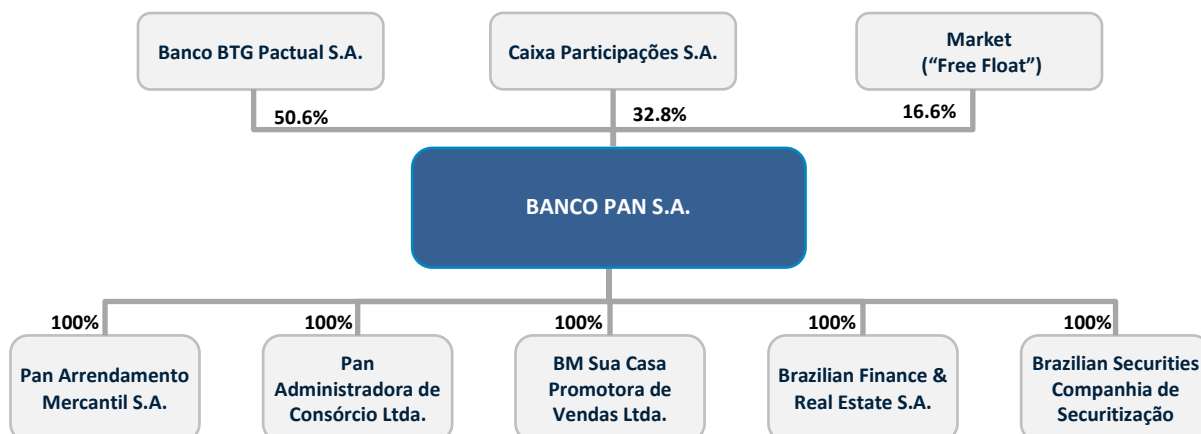 Banco BTG Pactual S.A.
Caixa Participações S.A.
Market
(“Free Float”)
50.6%
32.8%
16.6%
BANCO PAN S.A.
100%
100%
100%
100%
100%
Pan Arrendamento
Mercantil S.A.
Pan
Administradora de
Consórcio Ltda.
BM Sua Casa
Promotora de
Vendas Ltda.
Brazilian Finance &
Real Estate S.A.
Brazilian Securities
Companhia de
Securitização